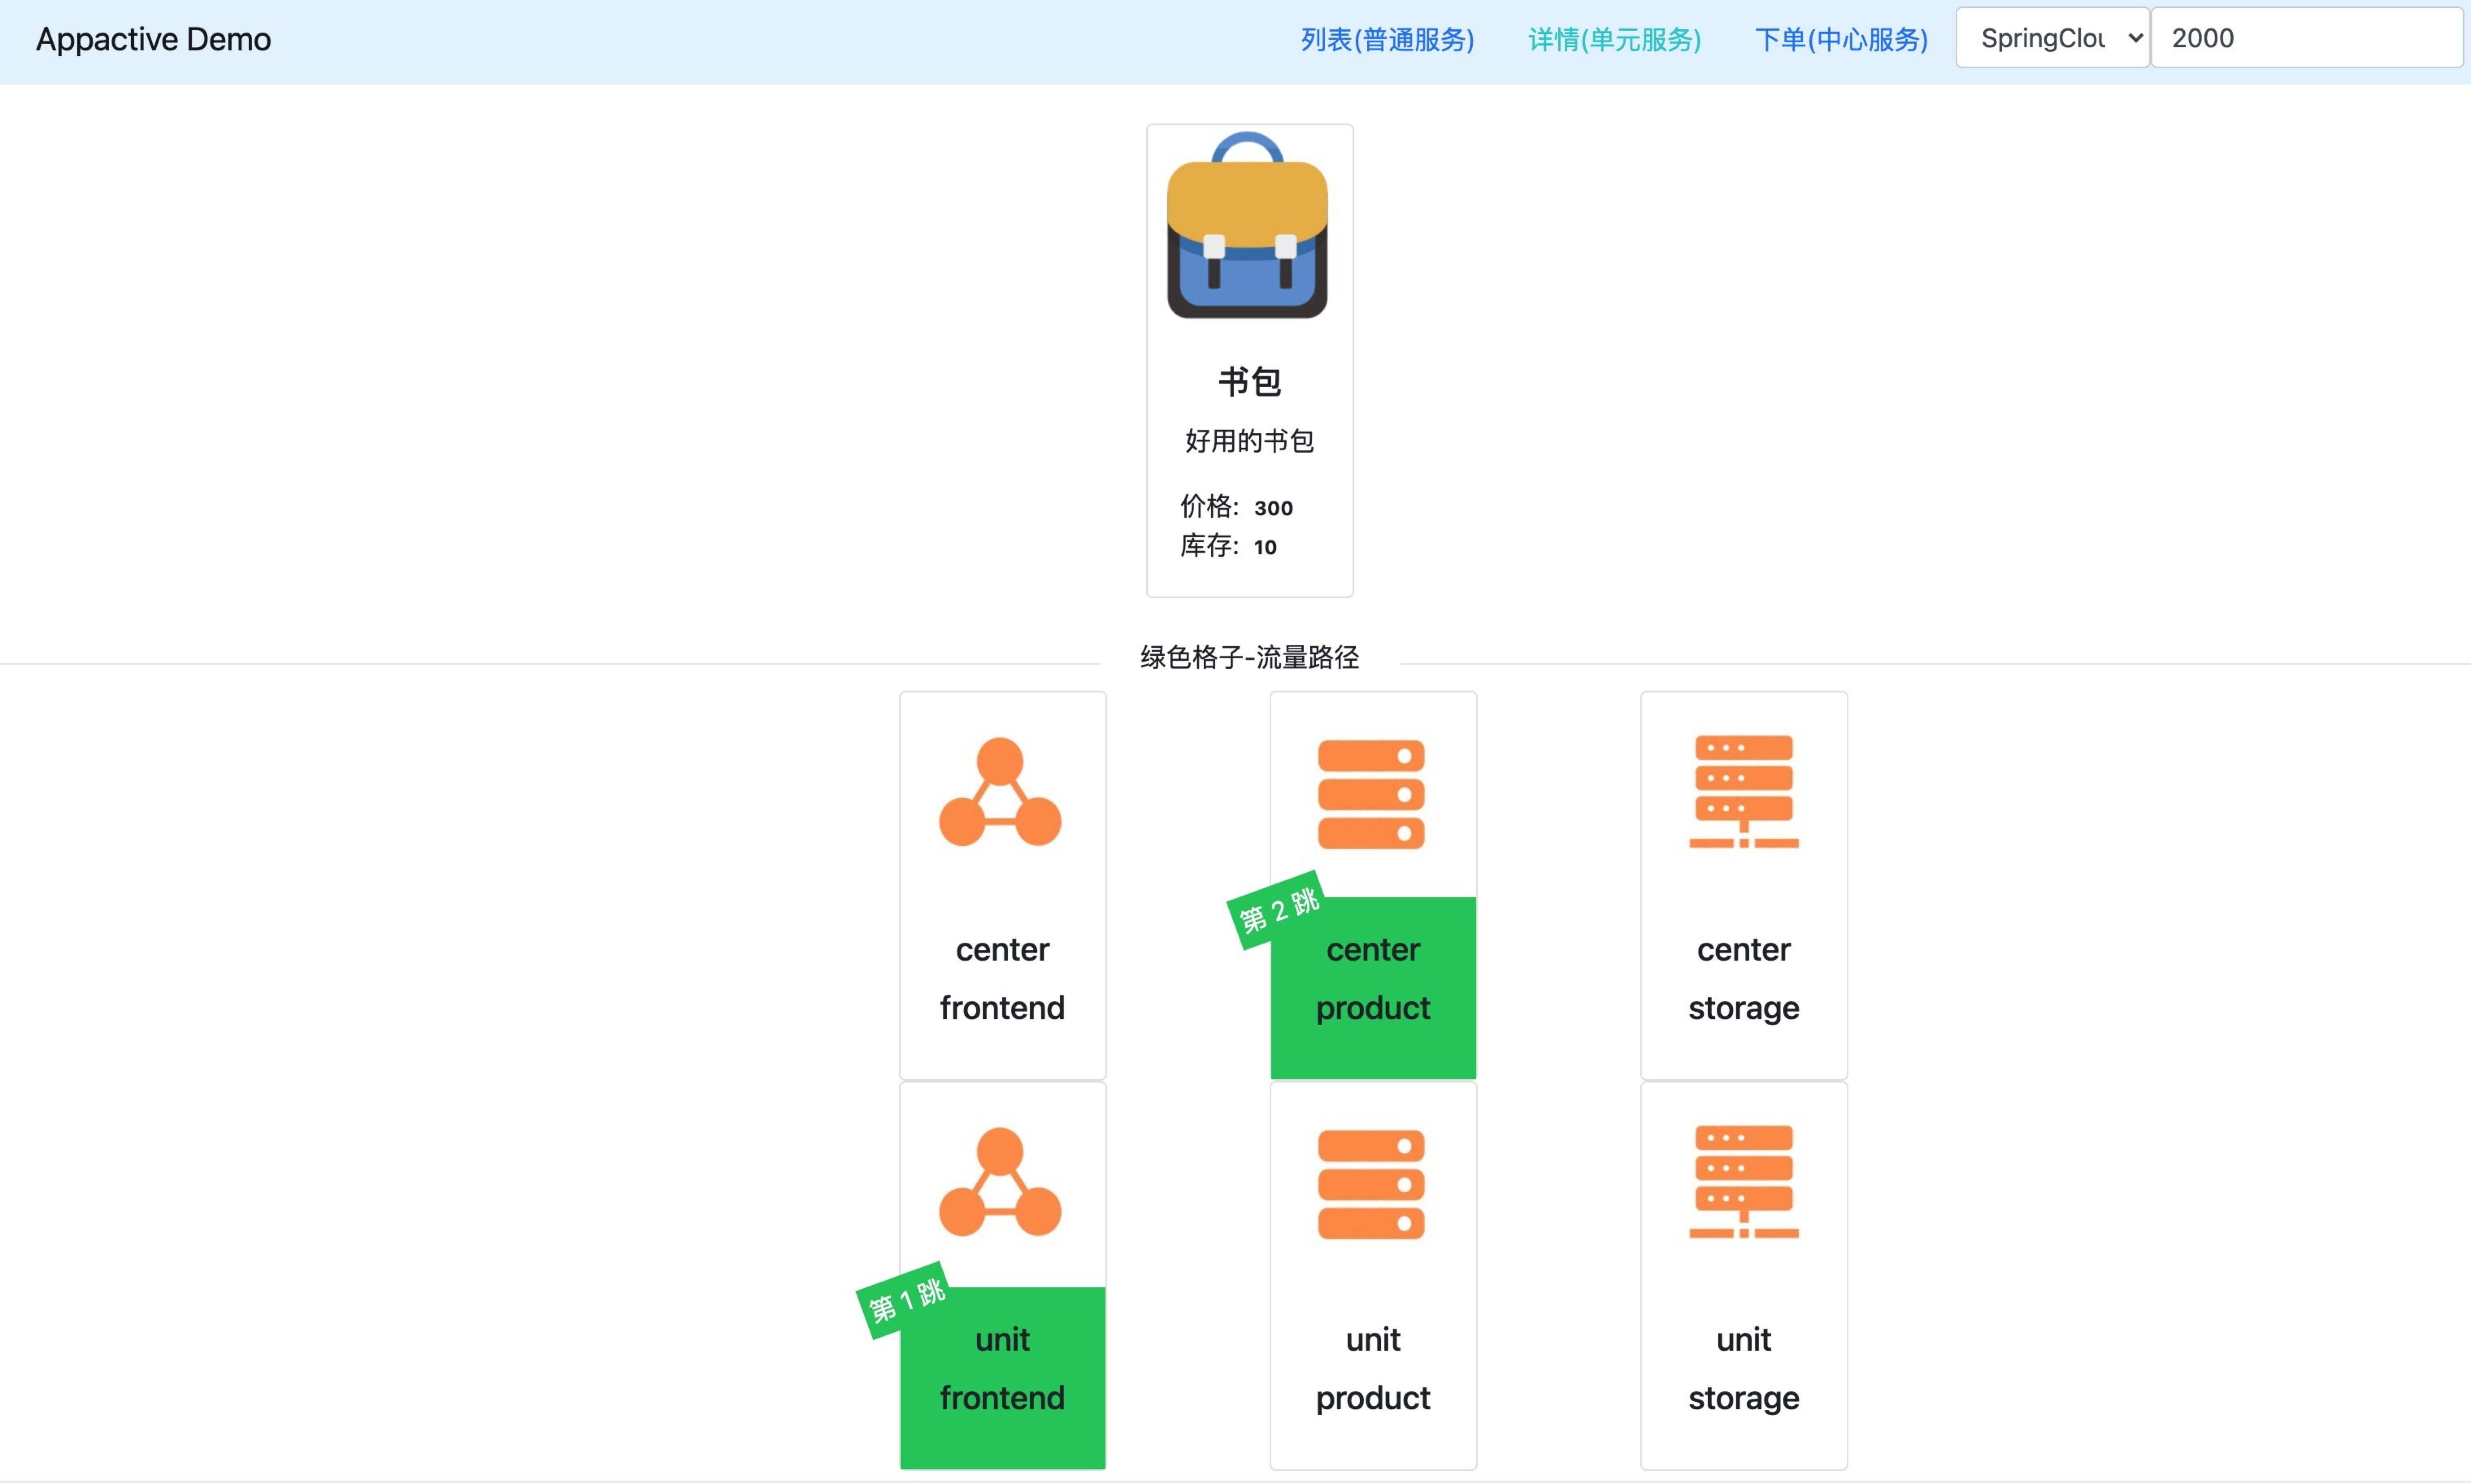 Appactive Demo
列表(普通服务)
详情(单元服务)
下单(中心服务)
SpringClou
2000
书包
好用的书包
价格: 300
库存: 10
绿色格子-流量路径
center
frontend
第 2 跳
center
product
center
storage
第 1 跳
unit
frontend
unit
product
unit
storage